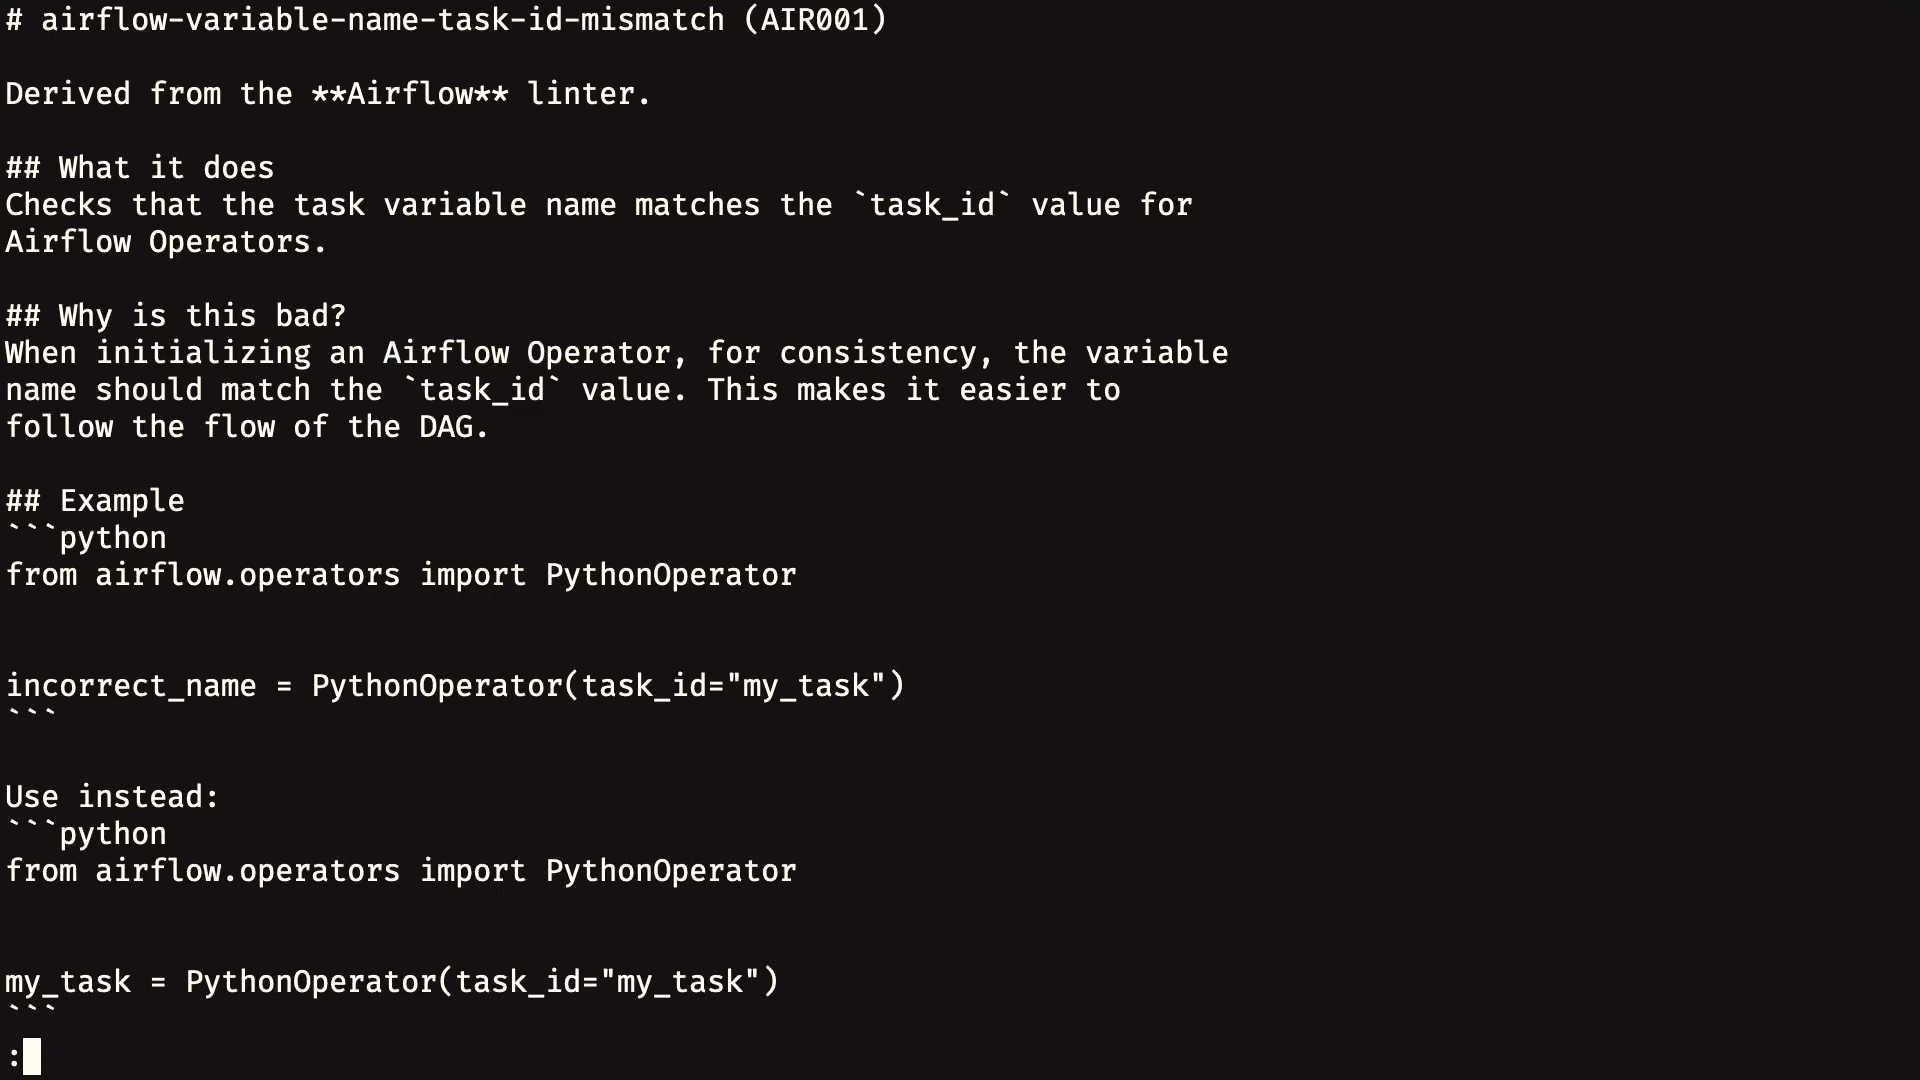 # airflow-variable-name-task-id-mismatch (AIR001)
Derived from the **Airflow** linter.
## What it does
Checks that the task variable name matches the `task_id` value for
Airflow Operators.
## Why is this bad?
When initializing an Airflow Operator, for consistency, the variable
name should match the `task_id` value. This makes it easier to
follow the flow of the DAG.
## Example
```python
from airflow.operators import PythonOperator
incorrect_name = PythonOperator(task_id="my_task")
```
Use instead:
```python
from airflow.operators import PythonOperator
my_task = PythonOperator(task_id="my_task")
```
: